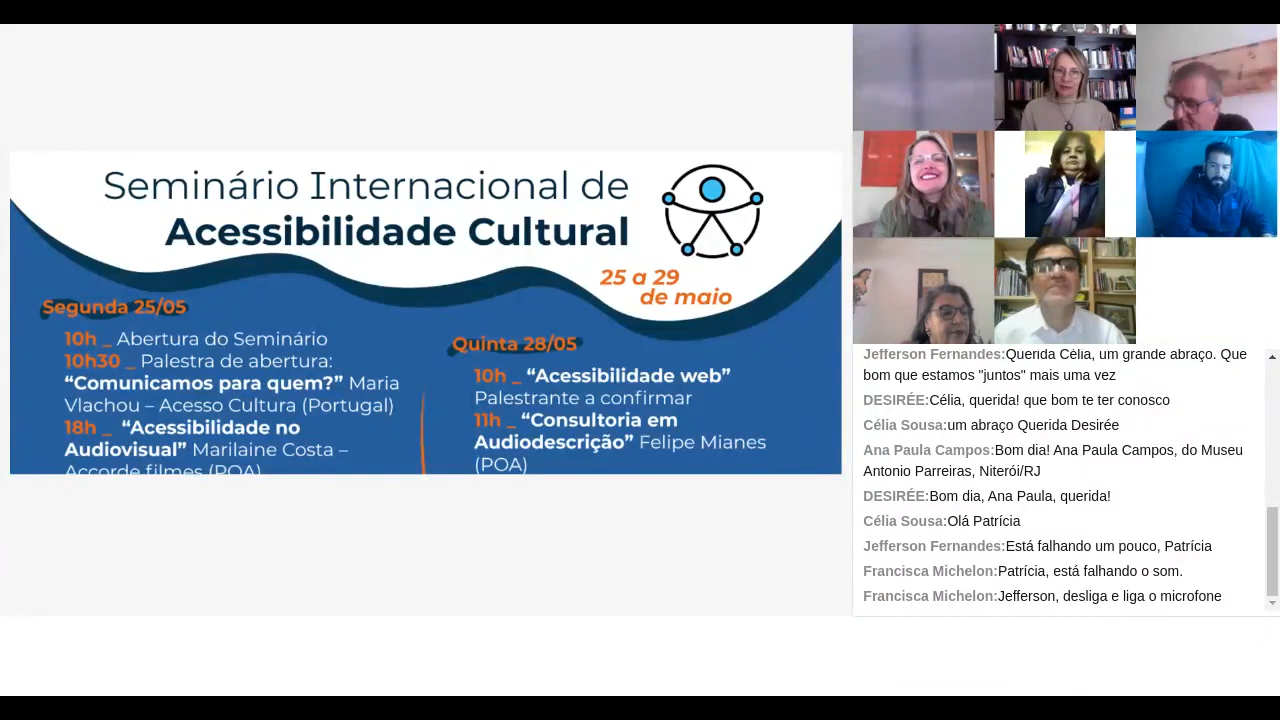 Seminário Internacional de
Acessibilidade Cultural
25 a 29
de maio
Segunda 25/05
10h _ Abertura do Seminário
10h30 _ Palestra de abertura:
“Comunicamos para quem?” Maria
Vlachou – Acesso Cultura (Portugal)
18h _ “Acessibilidade no
Audiovisual” Marilaine Costa –
Accorde filmes (POA)
Quinta 28/05
10h _ “Acessibilidade web”
Palestrante a confirmar
11h _ “Consultoria em
Audiodescrição” Felipe Mianes
(POA)
Jefferson Fernandes:Querida Célia, um grande abraço. Que
bom que estamos "juntos" mais uma vez
DESIRÉE:Célia, querida! que bom te ter conosco
Célia Sousa:um abraço Querida Desirée
Ana Paula Campos:Bom dia! Ana Paula Campos, do Museu
Antonio Parreiras, Niterói/RJ
DESIRÉE:Bom dia, Ana Paula, querida!
Célia Sousa:Olá Patrícia
Jefferson Fernandes:Está falhando um pouco, Patrícia
Francisca Michelon:Patrícia, está falhando o som.
Francisca Michelon:Jefferson, desliga e liga o microfone